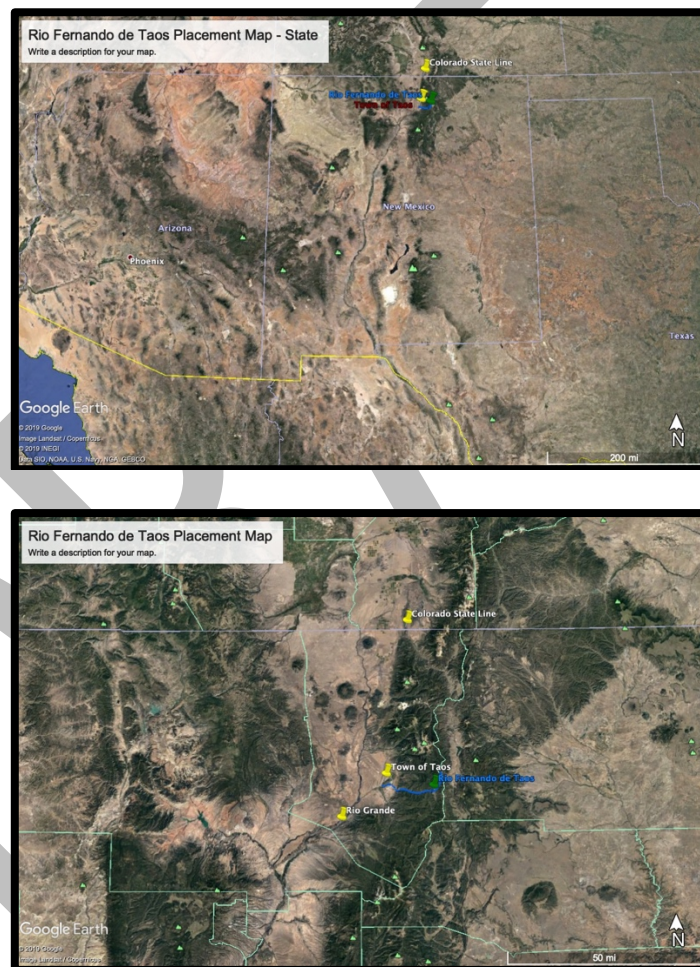 Rio Fernando de Taos Placement Map - State
Write a description for your map.
Colorado State Line
Rio Fernando de Taos
Town of Taos
New Mexico
Arizona
Phoenix
Texas
Google Earth
© 2019 Google
Image Landsat / Copernicus
© 2019 INEGI
Data SIO, NOAA, U.S. Navy, NGA, GEBCO
N
200 mi
Rio Fernando de Taos Placement Map
Write a description for your map.
Colorado State Line
Town of Taos
Rio Fernando de Taos
Rio Grande
Google Earth
© 2019 Google
Image Landsat / Copernicus
N
50 mi